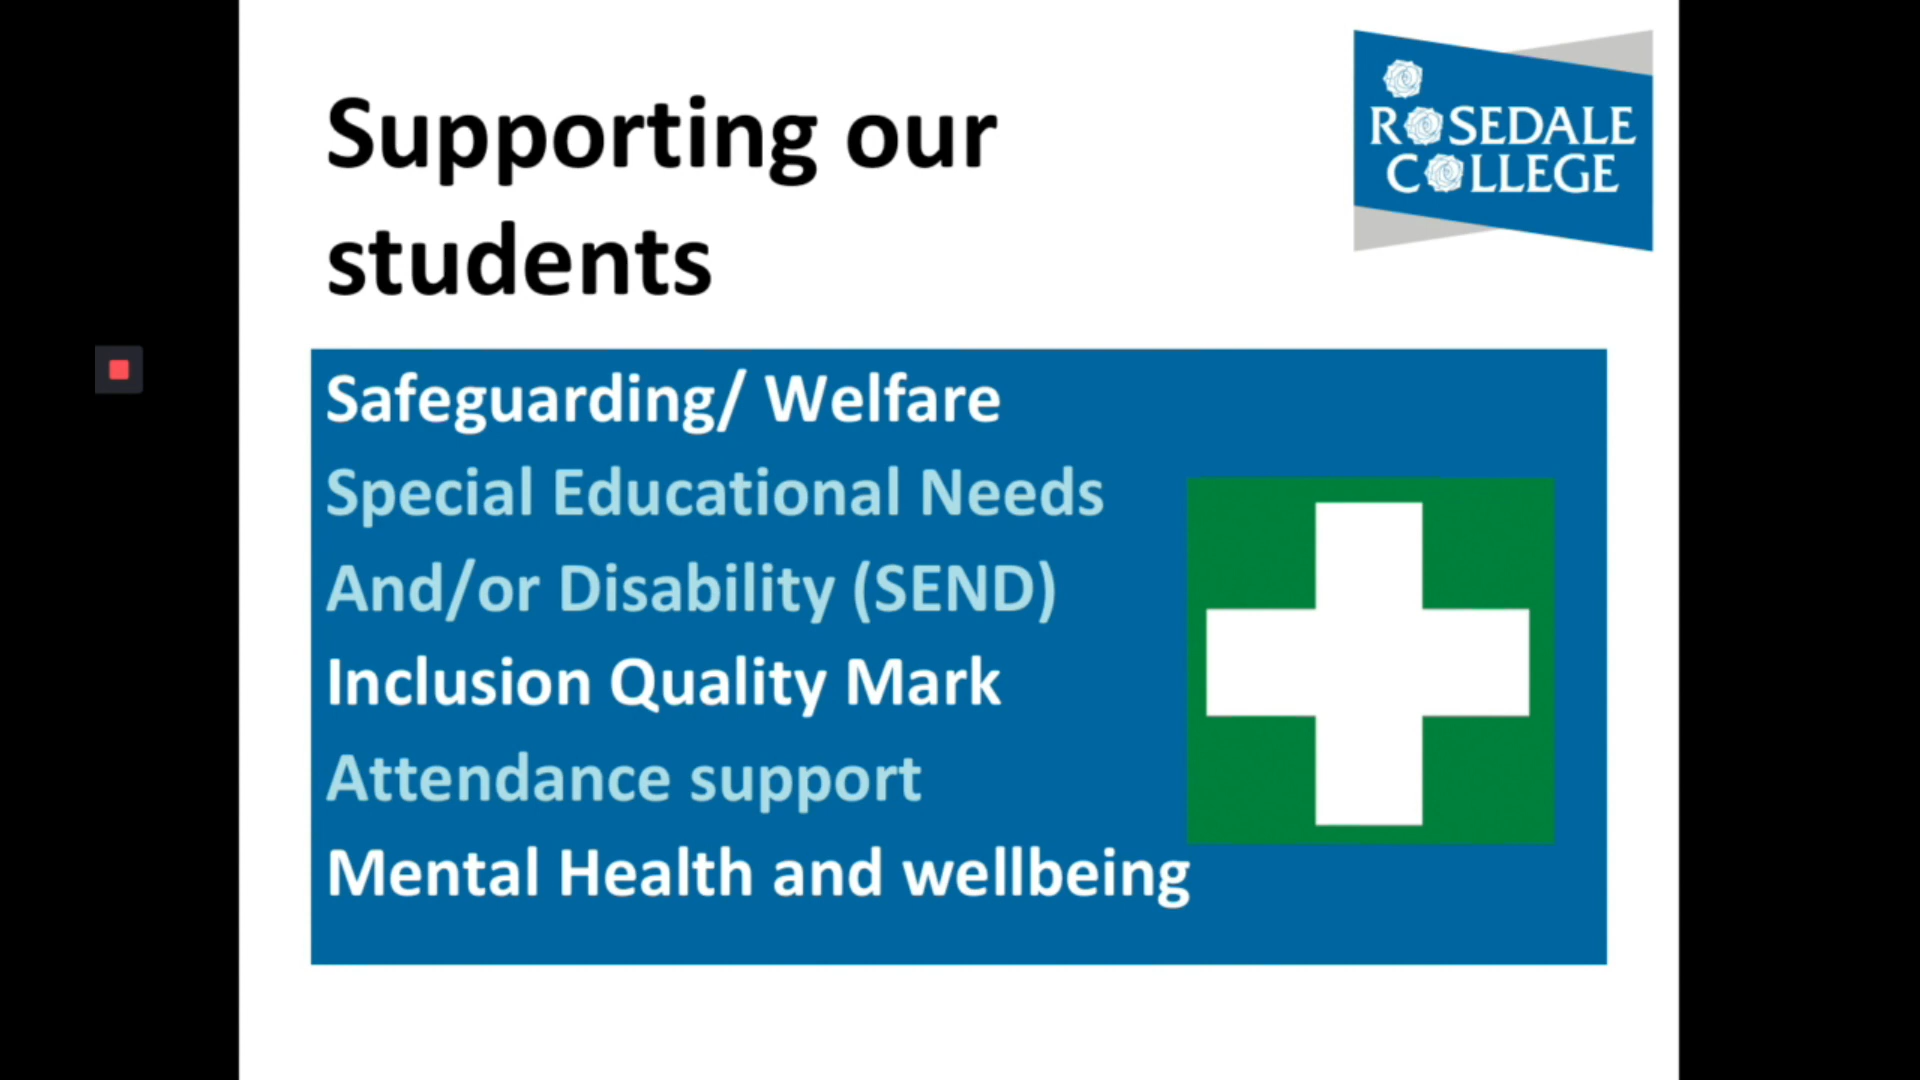 Supporting our
students
ROSEDALE
COLLEGE
Safeguarding/ Welfare
Special Educational Needs
And/or Disability (SEND)
Inclusion Quality Mark
Attendance support
Mental Health and wellbeing